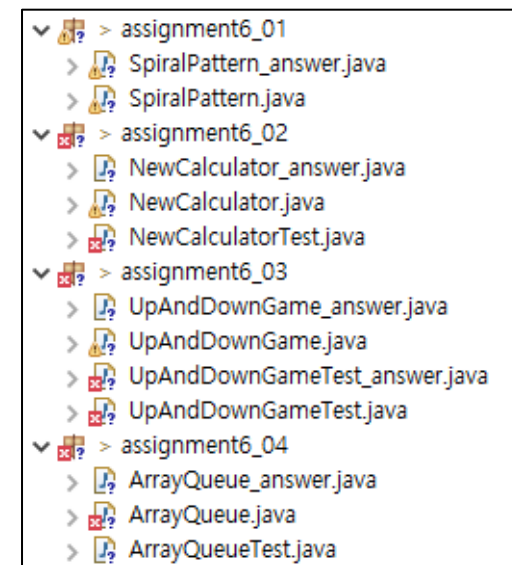 > assignment6_01
SpiralPattern_answer.java
SpiralPattern.java
> assignment6_02
NewCalculator_answer.java
NewCalculator.java
NewCalculatorTest.java
> assignment6_03
UpAndDownGame_answer.java
UpAndDownGame.java
UpAndDownGameTest_answer.java
UpAndDownGameTest.java
> assignment6_04
ArrayQueue_answer.java
ArrayQueue.java
ArrayQueueTest.java